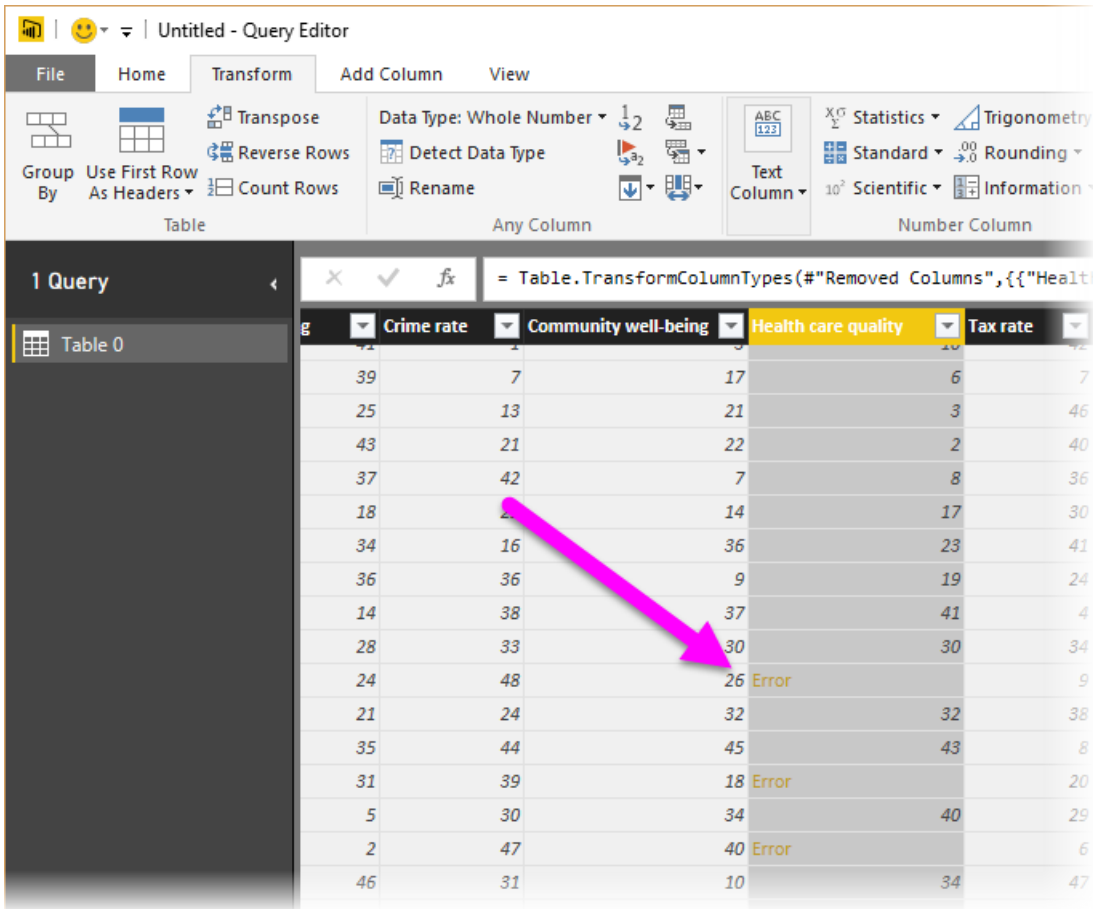 Untitled - Query Editor
File Home Transform Add Column View
Transpose Data Type: Whole Number Statistics Trigonometry
Reverse Rows Detect Data Type Standard Rounding
Group By Use First Row As Headers Count Rows Rename Text Column Scientific Information
Table Any Column Number Column
1 Query fx = Table.TransformColumnTypes(#"Removed Columns",{{"Healt
Table 0
g Crime rate Community well-being Health care quality Tax rate
39 7 17 6 7
25 13 21 3 46
43 21 22 2 40
37 42 7 8 36
18 14 17 30
34 16 36 23 41
36 36 9 19 24
14 38 37 41 4
28 33 30 30 34
24 48 26 Error 9
21 24 32 32 38
35 44 45 43 8
31 39 18 Error 20
5 30 34 40 29
2 47 40 Error 6
46 31 10 34 47